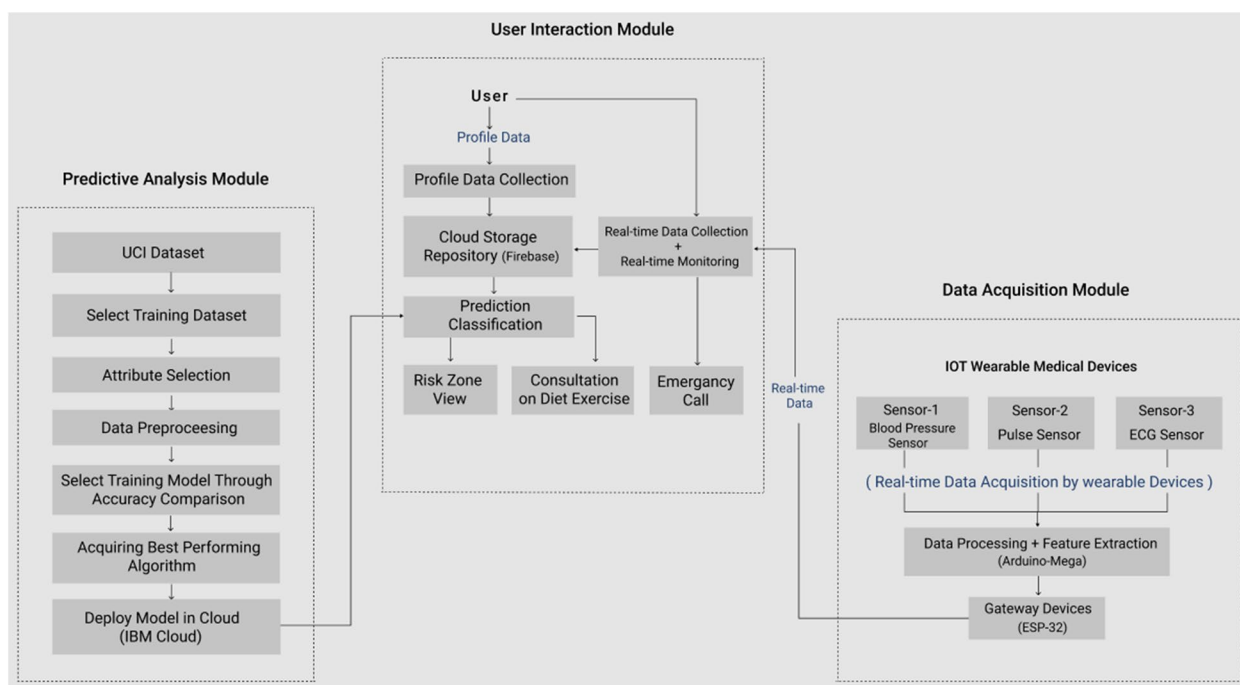 User Interaction Module
User
Profile Data
Profile Data Collection
Cloud Storage
Repository (Firebase)
Real-time Data Collection
+
Real-time Monitoring
Prediction
Classification
Risk Zone
View
Consultation
on Diet Exercise
Emergancy
Call
Predictive Analysis Module
UCI Dataset
Select Training Dataset
Attribute Selection
Data Preproceesing
Select Training Model Through
Accuracy Comparison
Acquiring Best Performing
Algorithm
Deploy Model in Cloud
(IBM Cloud)
Real-time
Data
Data Acquisition Module
IOT Wearable Medical Devices
Sensor-1
Blood Pressure
Sensor
Sensor-2
Pulse Sensor
Sensor-3
ECG Sensor
( Real-time Data Acquisition by wearable Devices )
Data Processing + Feature Extraction
(Arduino-Mega)
Gateway Devices
(ESP-32)